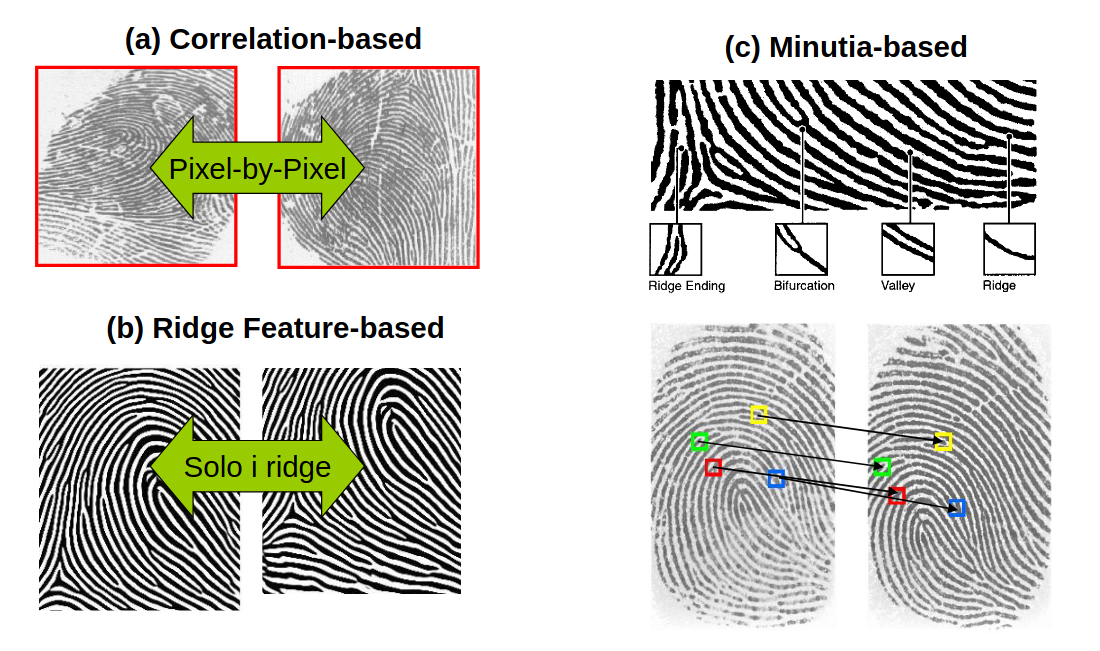 (a) Correlation-based
Pixel-by-Pixel
(b) Ridge Feature-based
Solo i ridge
(c) Minutia-based
Ridge Ending
Bifurcation
Valley
Ridge